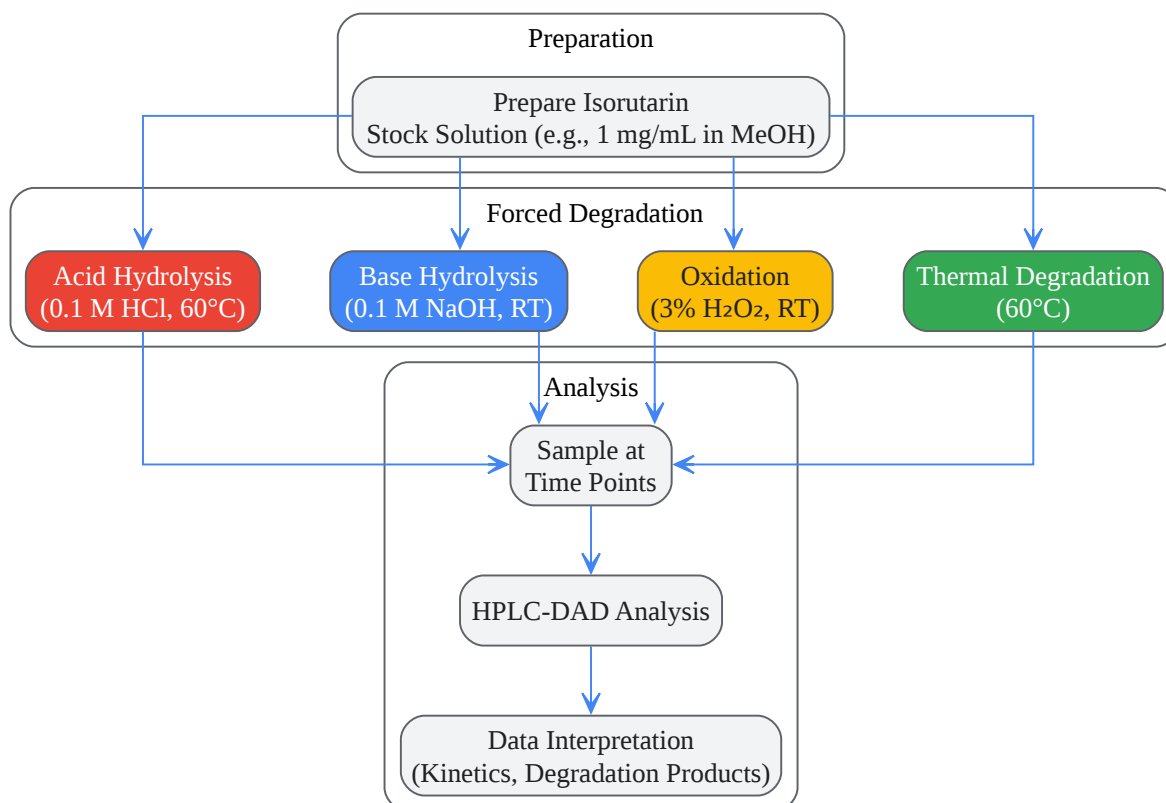 Preparation
Prepare Isorutarin
Stock Solution (e.g., 1 mg/mL in MeOH)
Forced Degradation
Acid Hydrolysis
(0.1 M HCl, 60°C)
Base Hydrolysis
(0.1 M NaOH, RT)
Oxidation
(3% H₂O₂, RT)
Thermal Degradation
(60°C)
Analysis
Sample at
Time Points
HPLC-DAD Analysis
Data Interpretation
(Kinetics, Degradation Products)